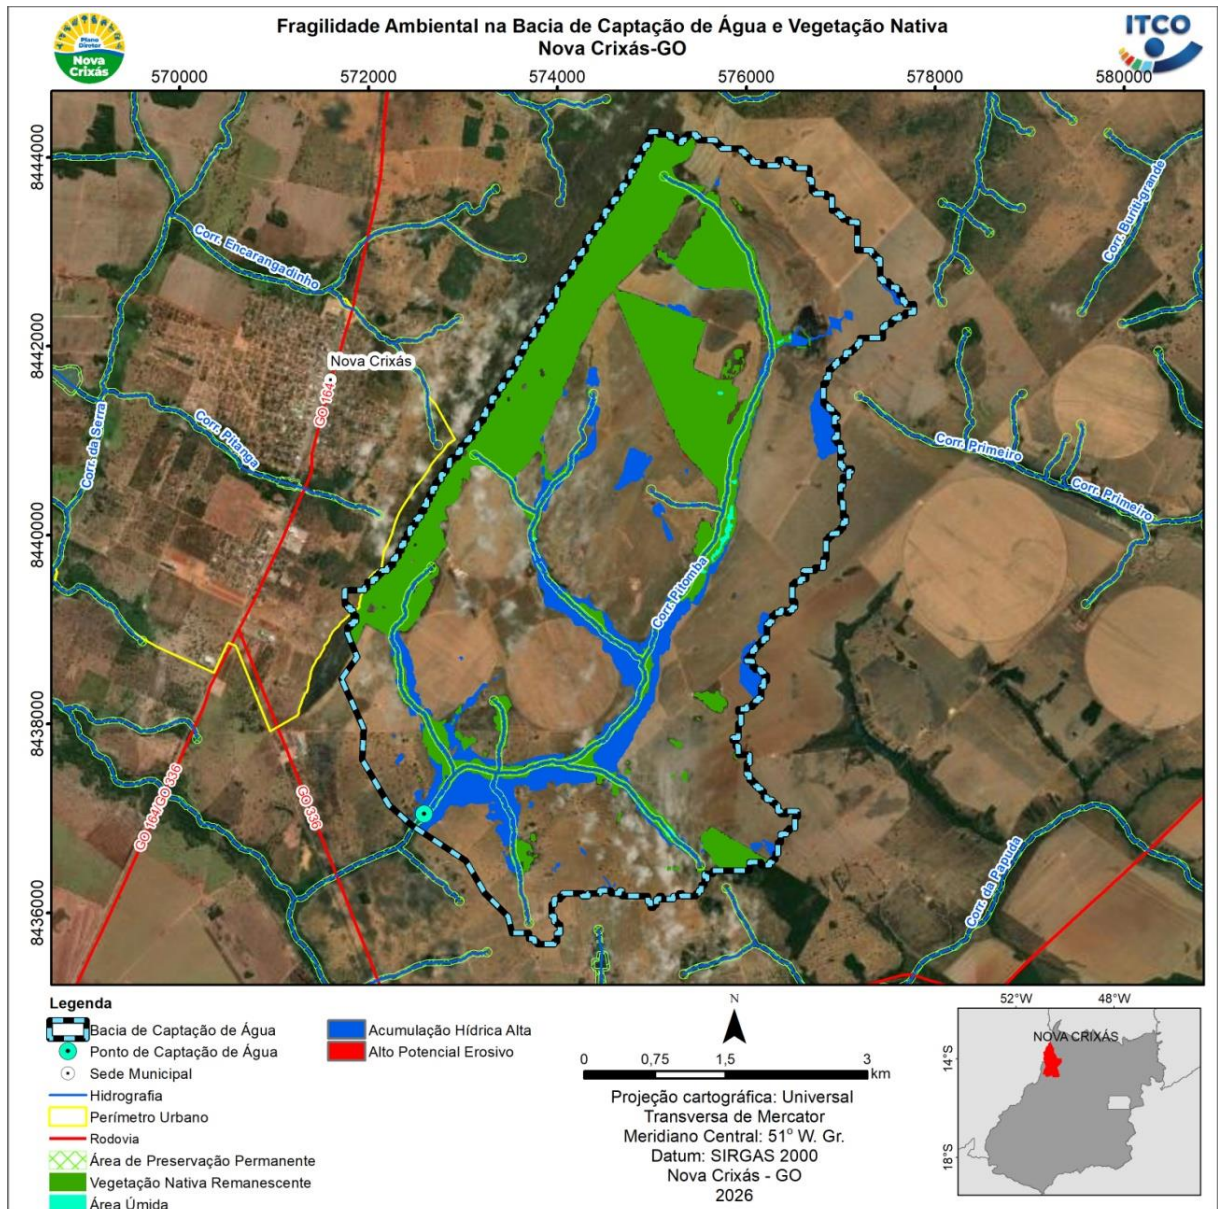 Fragilidade Ambiental na Bacia de Captação de Água e Vegetação Nativa
Nova Crixás-GO
Plano
Diretor
Nova
Crixás
ITCO
570000
572000
574000
576000
578000
580000
8444000
8442000
8440000
8438000
8436000
Corr. Encarangadinho
Corr. Buriti-grande
Nova Crixás
GO 164
Corr. da Serra
Corr. Pitanga
Corr. Primeiro
Corr. Primeiro
Corr. Pitomba
GO 164/GO 336
GO 336
Corr. da Papuda
Legenda
Bacia de Captação de Água
Ponto de Captação de Água
Sede Municipal
Hidrografia
Perímetro Urbano
Rodovia
Área de Preservação Permanente
Vegetação Nativa Remanescente
Área Úmida
Acumulação Hídrica Alta
Alto Potencial Erosivo
N
0 0,75 1,5 3
km
Projeção cartográfica: Universal
Transversa de Mercator
Meridiano Central: 51° W. Gr.
Datum: SIRGAS 2000
Nova Crixás - GO
2026
52°W 48°W
NOVA CRIXÁS
14°S
18°S